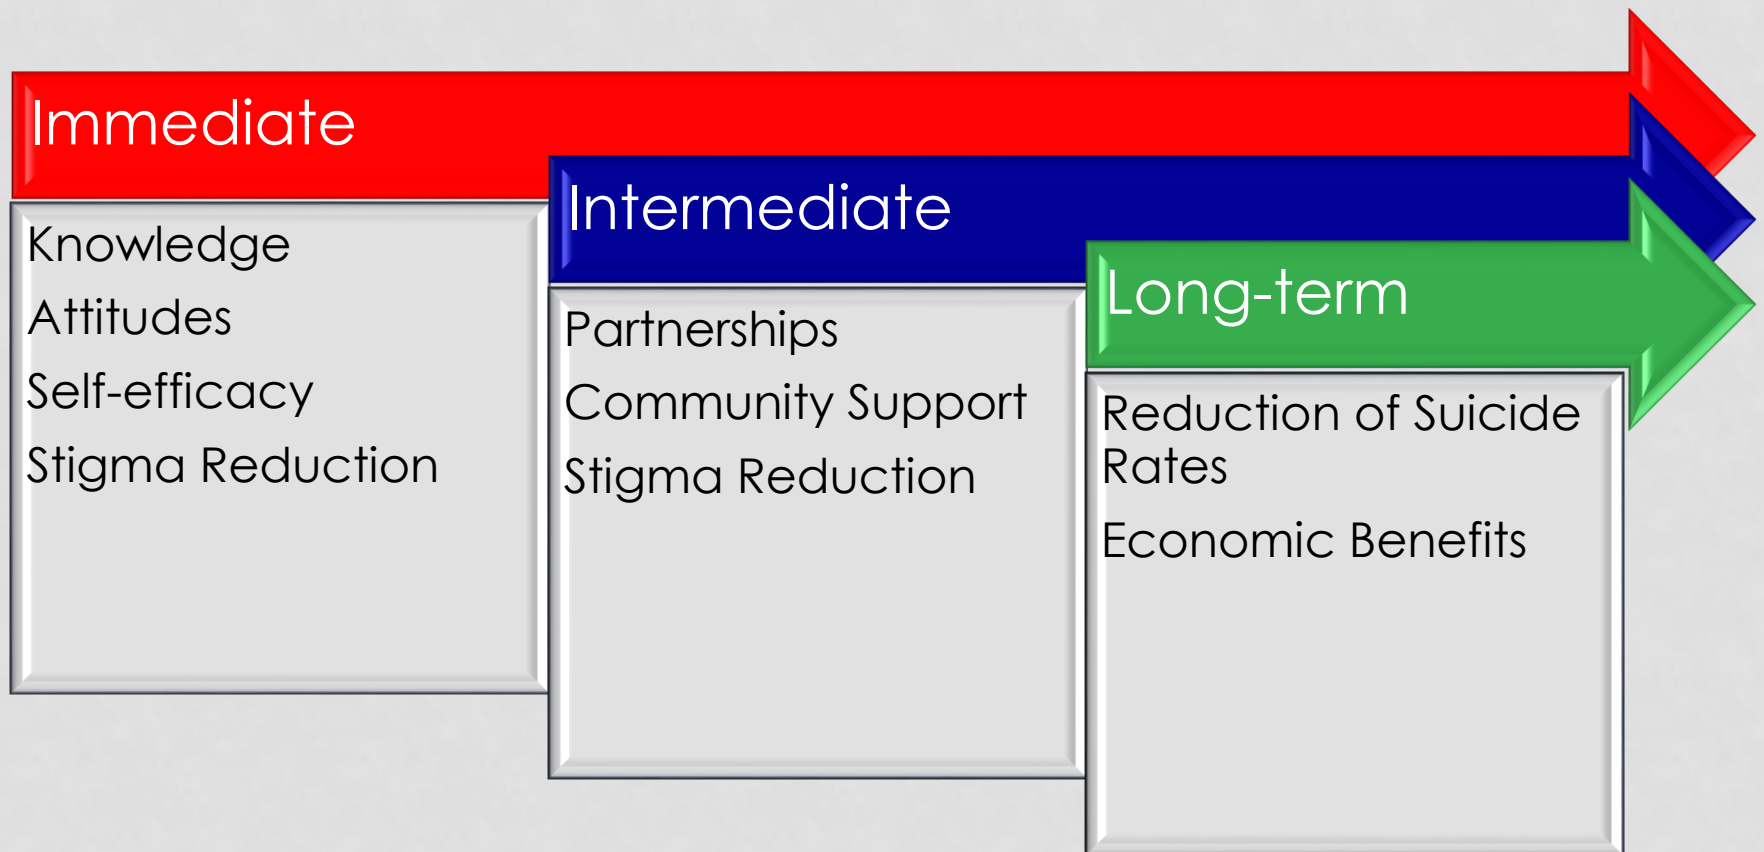 Immediate
Knowledge
Attitudes
Self-efficacy
Stigma Reduction
Intermediate
Partnerships
Community Support
Stigma Reduction
Long-term
Reduction of Suicide
Rates
Economic Benefits